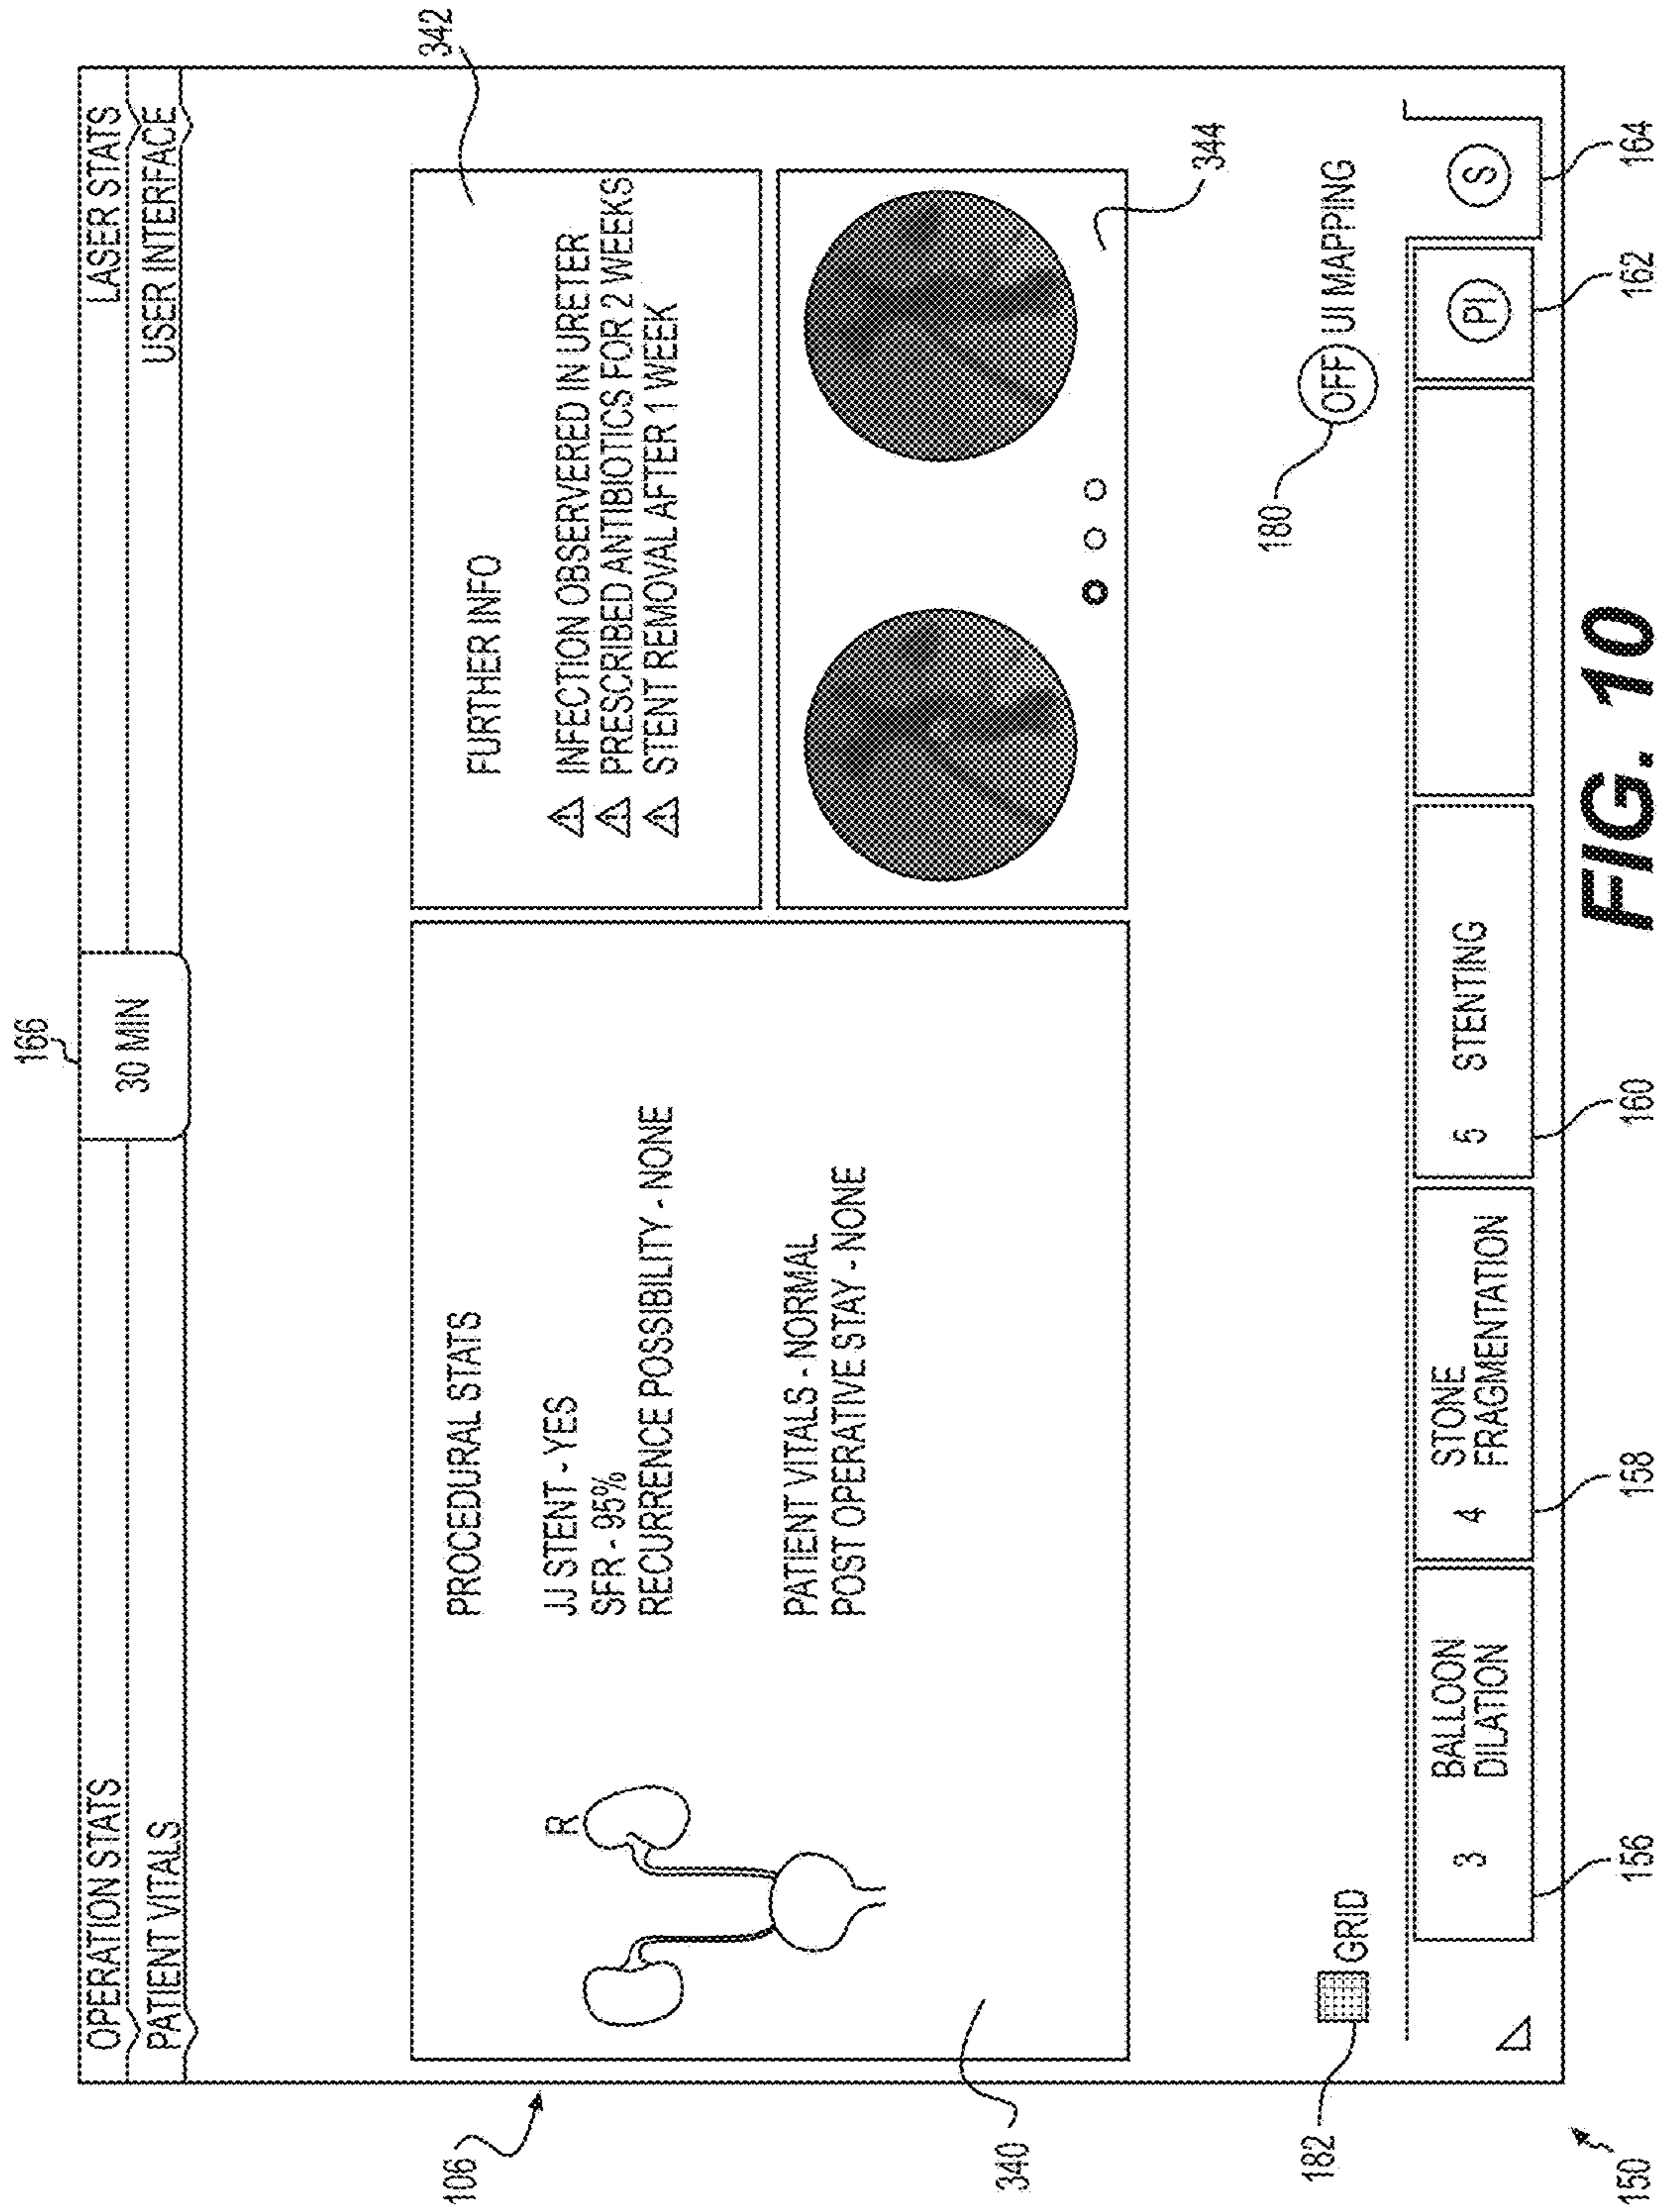 166
30 MIN
OPERATION STATS
LASER STATS
PATIENT VITALS
USER INTERFACE
106
342
PROCEDURAL STATS
R
JJ STENT - YES
SFR - 95%
RECURRENCE POSSIBILITY - NONE
PATIENT VITALS - NORMAL
POST OPERATIVE STAY - NONE
340
FURTHER INFO
INFECTION OBSERVERED IN URETER
PRESCRIBED ANTIBIOTICS FOR 2 WEEKS
STENT REMOVAL AFTER 1 WEEK
344
182
GRID
180
OFF UI MAPPING
3 BALLOON
DILATION
4 STONE
FRAGMENTATION
5 STENTING
PI
S
150
156
158
160
162
164
FIG. 10